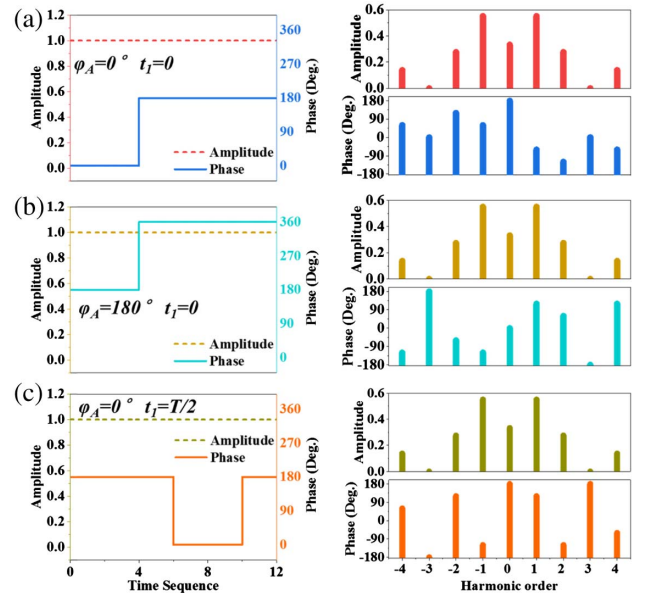 (a)
1.2
1.0
0.8
0.6
0.4
0.2
0.0
Amplitude
φ_A=0° t₁=0
Amplitude
Phase
360
270
180
90
0
Phase (Deg.)
0.6
0.4
0.2
0.0
Amplitude
180
90
0
-90
-180
Phase (Deg.)
(b)
1.2
1.0
0.8
0.6
0.4
0.2
0.0
Amplitude
φ_A=180° t₁=0
Amplitude
Phase
360
270
180
90
0
Phase (Deg.)
0.6
0.4
0.2
0.0
Amplitude
180
90
0
-90
-180
Phase (Deg.)
(c)
1.2
1.0
0.8
0.6
0.4
0.2
0.0
Amplitude
φ_A=0° t₁=T/2
Amplitude
Phase
360
270
180
90
0
Phase (Deg.)
0 4 6 8 12
Time Sequence
0.6
0.4
0.2
0.0
Amplitude
180
90
0
-90
-180
Phase (Deg.)
-4 -3 -2 -1 0 1 2 3 4
Harmonic order